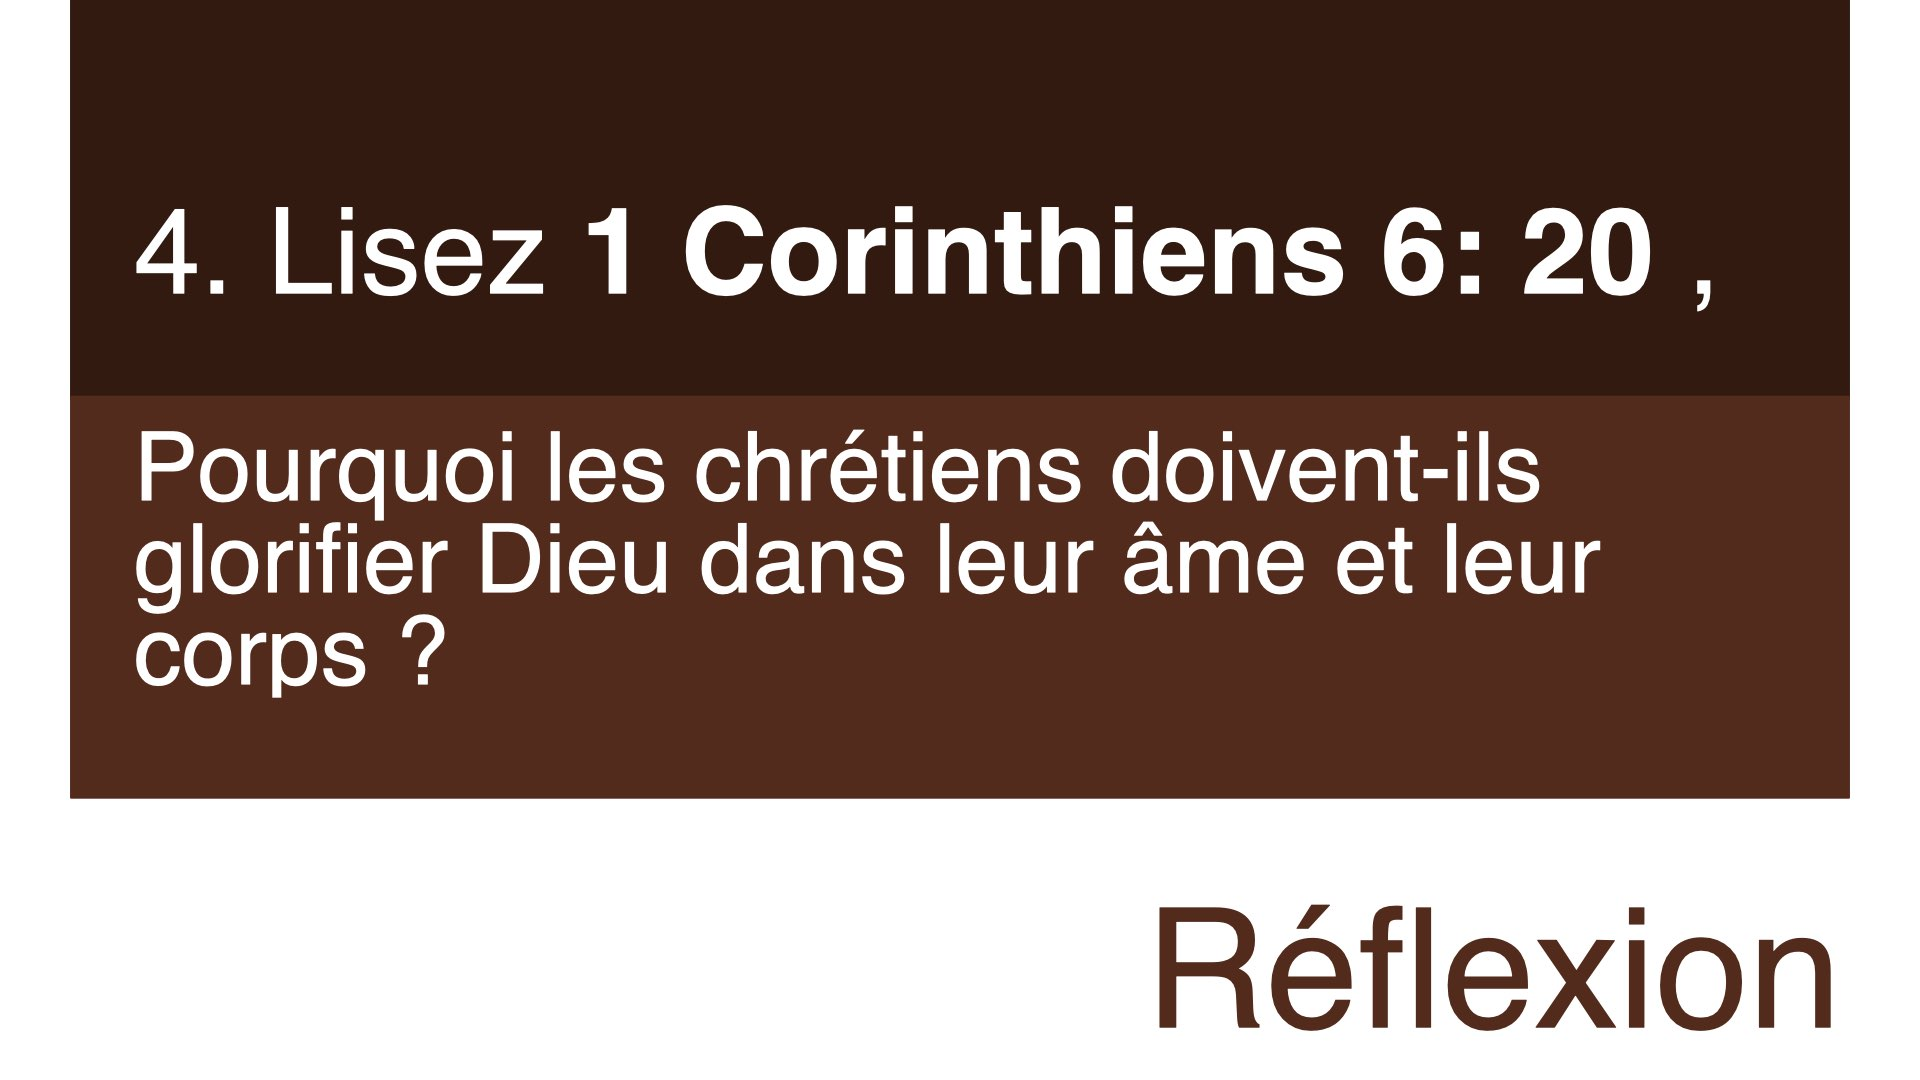 4. Lisez 1 Corinthiens 6: 20 ,
Pourquoi les chrétiens doivent-ils
glorifier Dieu dans leur âme et leur
corps ?
Réflexion